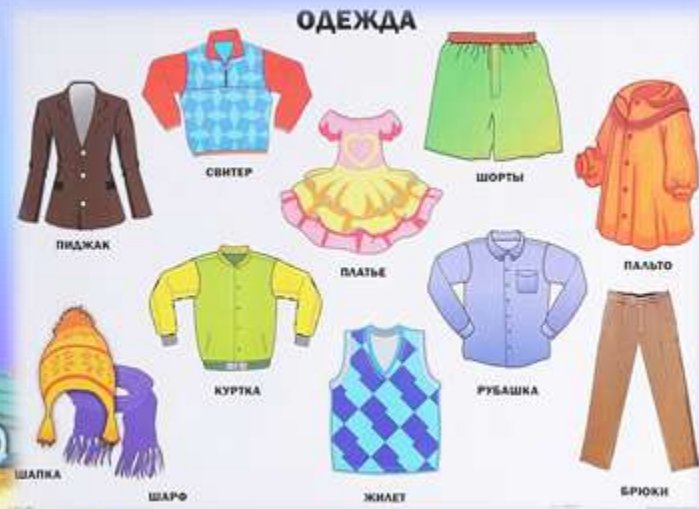 ОДЕЖДА
СВИТЕР
ШОРТЫ
ПИДЖАК
ПЛАТЬЕ
ПАЛЬТО
КУРТКА
РУБАШКА
ШАПКА
ШАРФ
ЖИЛЕТ
БРЮКИ